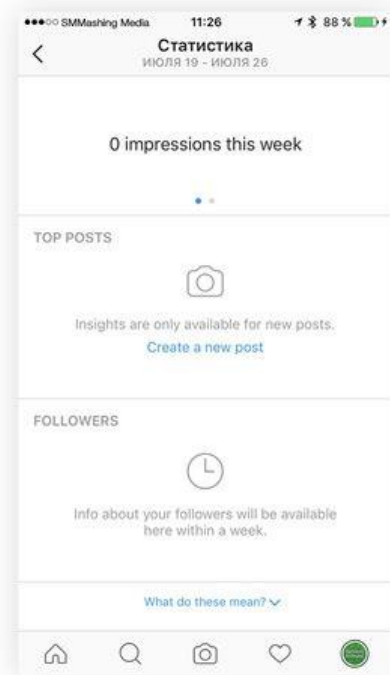 SMMashing Media 11:26 88 %
Статистика
ИЮЛЯ 19 - ИЮЛЯ 26
0 impressions this week
TOP POSTS
Insights are only available for new posts.
Create a new post
FOLLOWERS
Info about your followers will be available
here within a week.
What do these mean?